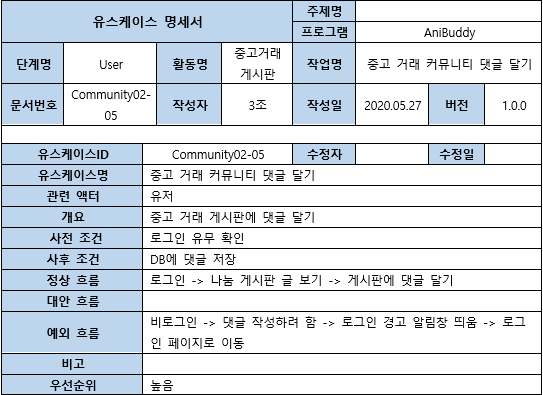 유스케이스 명세서
주제명
프로그램 AniBuddy
단계명 User 활동명 중고거래 게시판 작업명 중고 거래 커뮤니티 댓글 달기
문서번호 Community02-05 작성자 3조 작성일 2020.05.27 버전 1.0.0
유스케이스ID Community02-05 수정자 수정일
유스케이스명 중고 거래 커뮤니티 댓글 달기
관련 액터 유저
개요 중고 거래 게시판에 댓글 달기
사전 조건 로그인 유무 확인
사후 조건 DB에 댓글 저장
정상 흐름 로그인 -> 나눔 게시판 글 보기 -> 게시판에 댓글 달기
대안 흐름
예외 흐름 비로그인 -> 댓글 작성하려 함 -> 로그인 경고 알림창 띄움 -> 로그
인 페이지로 이동
비고
우선순위 높음